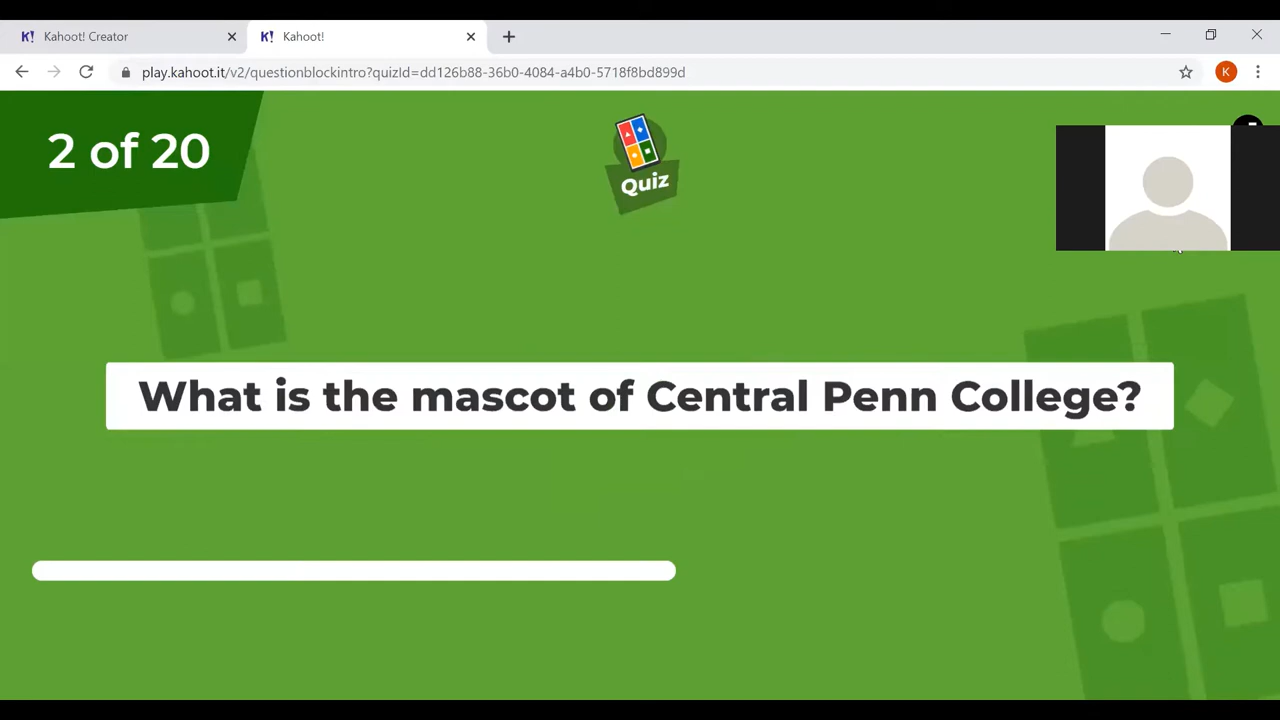 Kahoot! Creator
Kahoot!
play.kahoot.it/v2/questionblockintro?quizId=dd126b88-36b0-4084-a4b0-5718f8bd899d
K
2 of 20
Quiz
What is the mascot of Central Penn College?